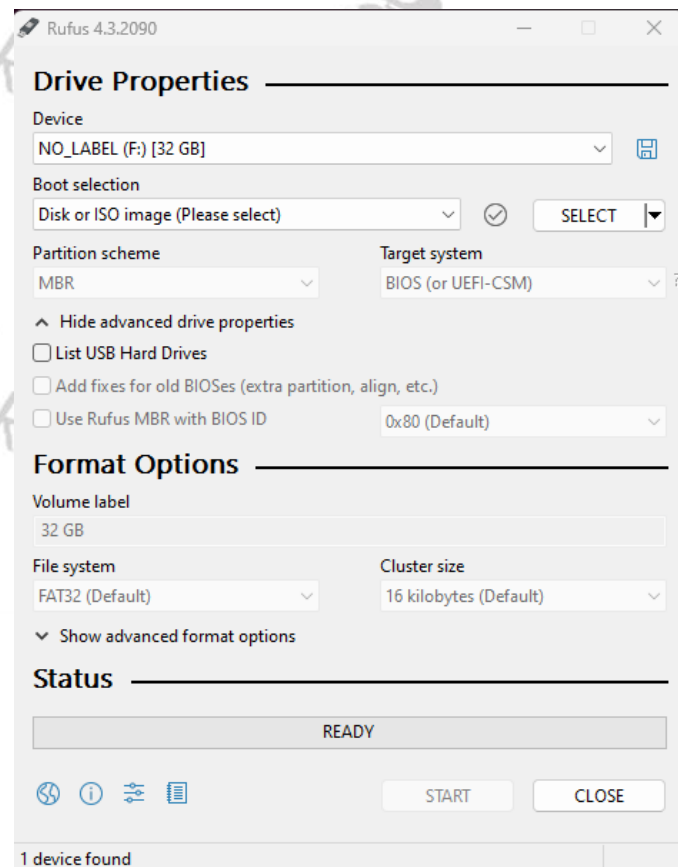 Rufus 4.3.2090
Drive Properties
Device
NO_LABEL (F:) [32 GB]
Boot selection
Disk or ISO image (Please select)
SELECT
Partition scheme
Target system
MBR
BIOS (or UEFI-CSM)
?
Hide advanced drive properties
List USB Hard Drives
Add fixes for old BIOSes (extra partition, align, etc.)
Use Rufus MBR with BIOS ID
0x80 (Default)
Format Options
Volume label
32 GB
File system
Cluster size
FAT32 (Default)
16 kilobytes (Default)
Show advanced format options
Status
READY
START
CLOSE
1 device found